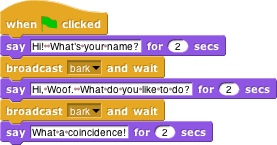 when clicked
say Hi! What's your name? for 2 secs
broadcast bark and wait
say Hi, Woof. What do you like to do? for 2 secs
broadcast bark and wait
say What a coincidence! for 2 secs